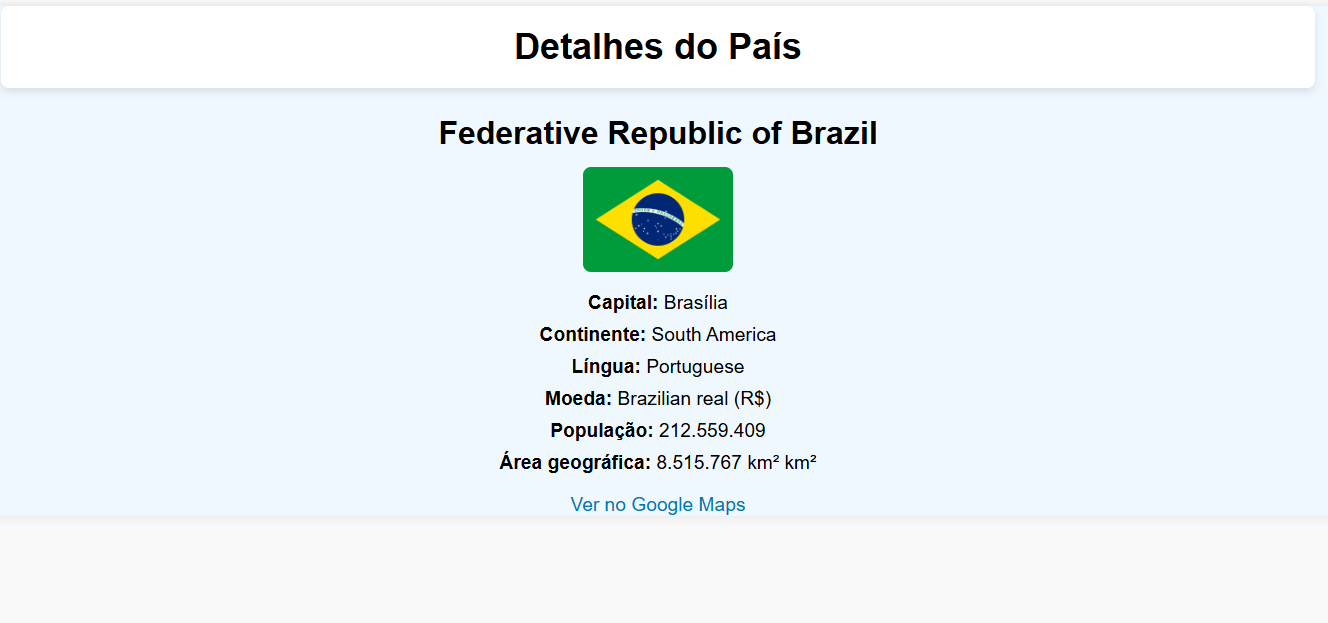 Detalhes do País
Federative Republic of Brazil
Capital: Brasília
Continente: South America
Língua: Portuguese
Moeda: Brazilian real (R$)
População: 212.559.409
Área geográfica: 8.515.767 km² km²
Ver no Google Maps